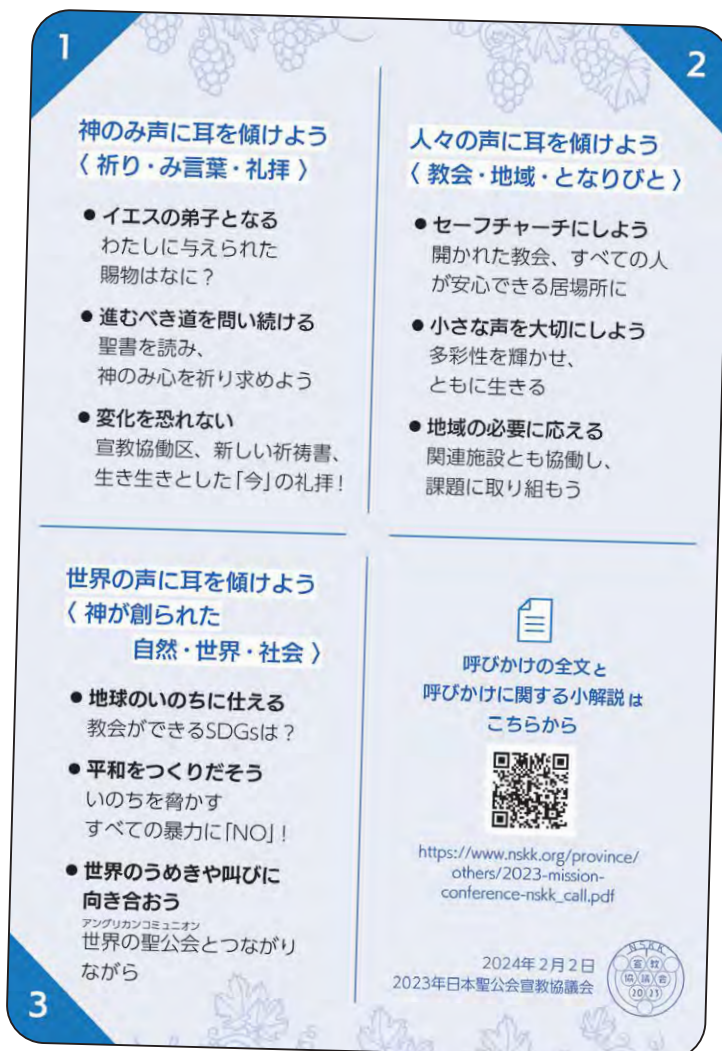 1
神のみ声に耳を傾けよう
〈 祈り・み言葉・礼拝 〉
● イエスの弟子となる
わたしに与えられた
賜物はなに？
● 進むべき道を問い続ける
聖書を読み、
神のみ心を祈り求めよう
● 変化を恐れない
宣教協働区、新しい祈祷書、
生き生きとした「今」の礼拝！
2
人々の声に耳を傾けよう
〈 教会・地域・となりびと 〉
● セーフチャーチにしよう
開かれた教会、すべての人
が安心できる居場所に
● 小さな声を大切にしよう
多彩性を輝かせ、
ともに生きる
● 地域の必要に応える
関連施設とも協働し、
課題に取り組もう
世界の声に耳を傾けよう
〈 神が創られた
自然・世界・社会 〉
● 地球のいのちに仕える
教会ができるSDGsは？
● 平和をつくりだそう
いのちを脅かす
すべての暴力に「NO」！
● 世界のうめきや叫びに
向き合おう
アングリカンコミュニオン
世界の聖公会とつながり
ながら
3
呼びかけの全文と
呼びかけに関する小解説は
こちらから
https://www.nskk.org/province/
others/2023-mission-
conference-nskk_call.pdf
2024年2月2日
2023年日本聖公会宣教協議会
NSKK
宣教
協議会
2023